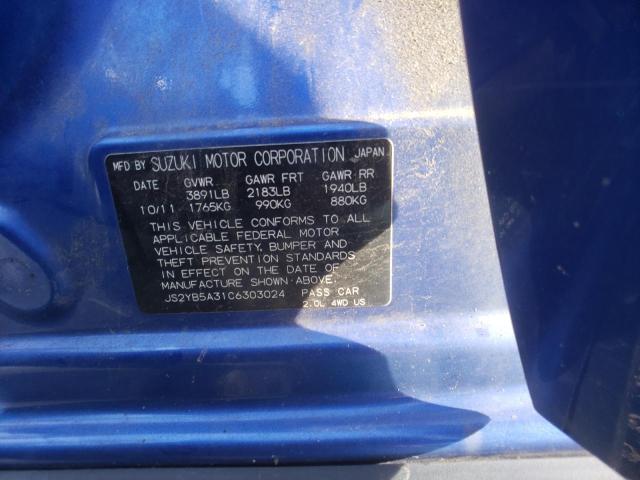 MFD BY SUZUKI MOTOR CORPORATION JAPAN
DATE GVWR GAWR FRT GAWR RR
3891LB 2183LB 1940LB
10/11 1765KG 990KG 880KG
THIS VEHICLE CONFORMS TO ALL
APPLICABLE FEDERAL MOTOR
VEHICLE SAFETY, BUMPER AND
THEFT PREVENTION STANDARDS
IN EFFECT ON THE DATE OF
MANUFACTURE SHOWN ABOVE.
JS2YB5A31C6303024 PASS CAR
2.0L 4WD US